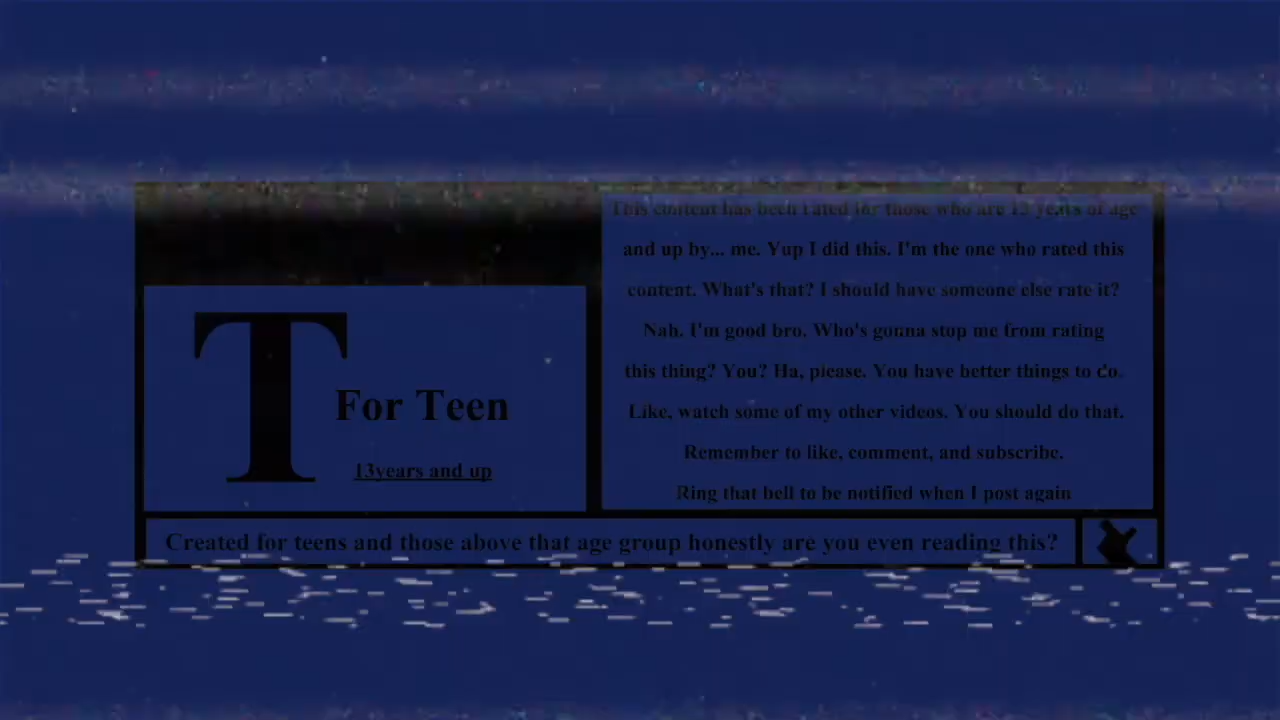 T
For Teen
13years and up
This content has been rated for those who are 13 years of age
and up by... me. Yup I did this. I'm the one who rated this
content. What's that? I should have someone else rate it?
Nah. I'm good bro. Who's gonna stop me from rating
this thing? You? Ha, please. You have better things to do.
Like, watch some of my other videos. You should do that.
Remember to like, comment, and subscribe.
Ring that bell to be notified when I post again
Created for teens and those above that age group honestly are you even reading this?